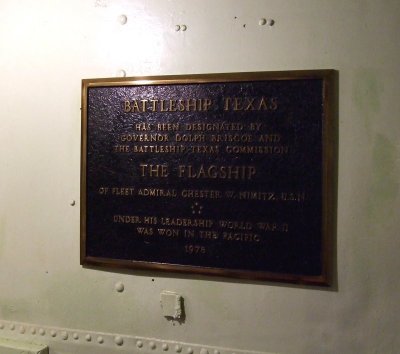 BATTLESHIP TEXAS
HAS BEEN DESIGNATED BY
GOVERNOR DOLPH BRISCOE AND
THE BATTLESHIP TEXAS COMMISSION
THE FLAGSHIP
OF FLEET ADMIRAL CHESTER W. NIMITZ, U.S.N.
UNDER HIS LEADERSHIP WORLD WAR II
WAS WON IN THE PACIFIC
1976